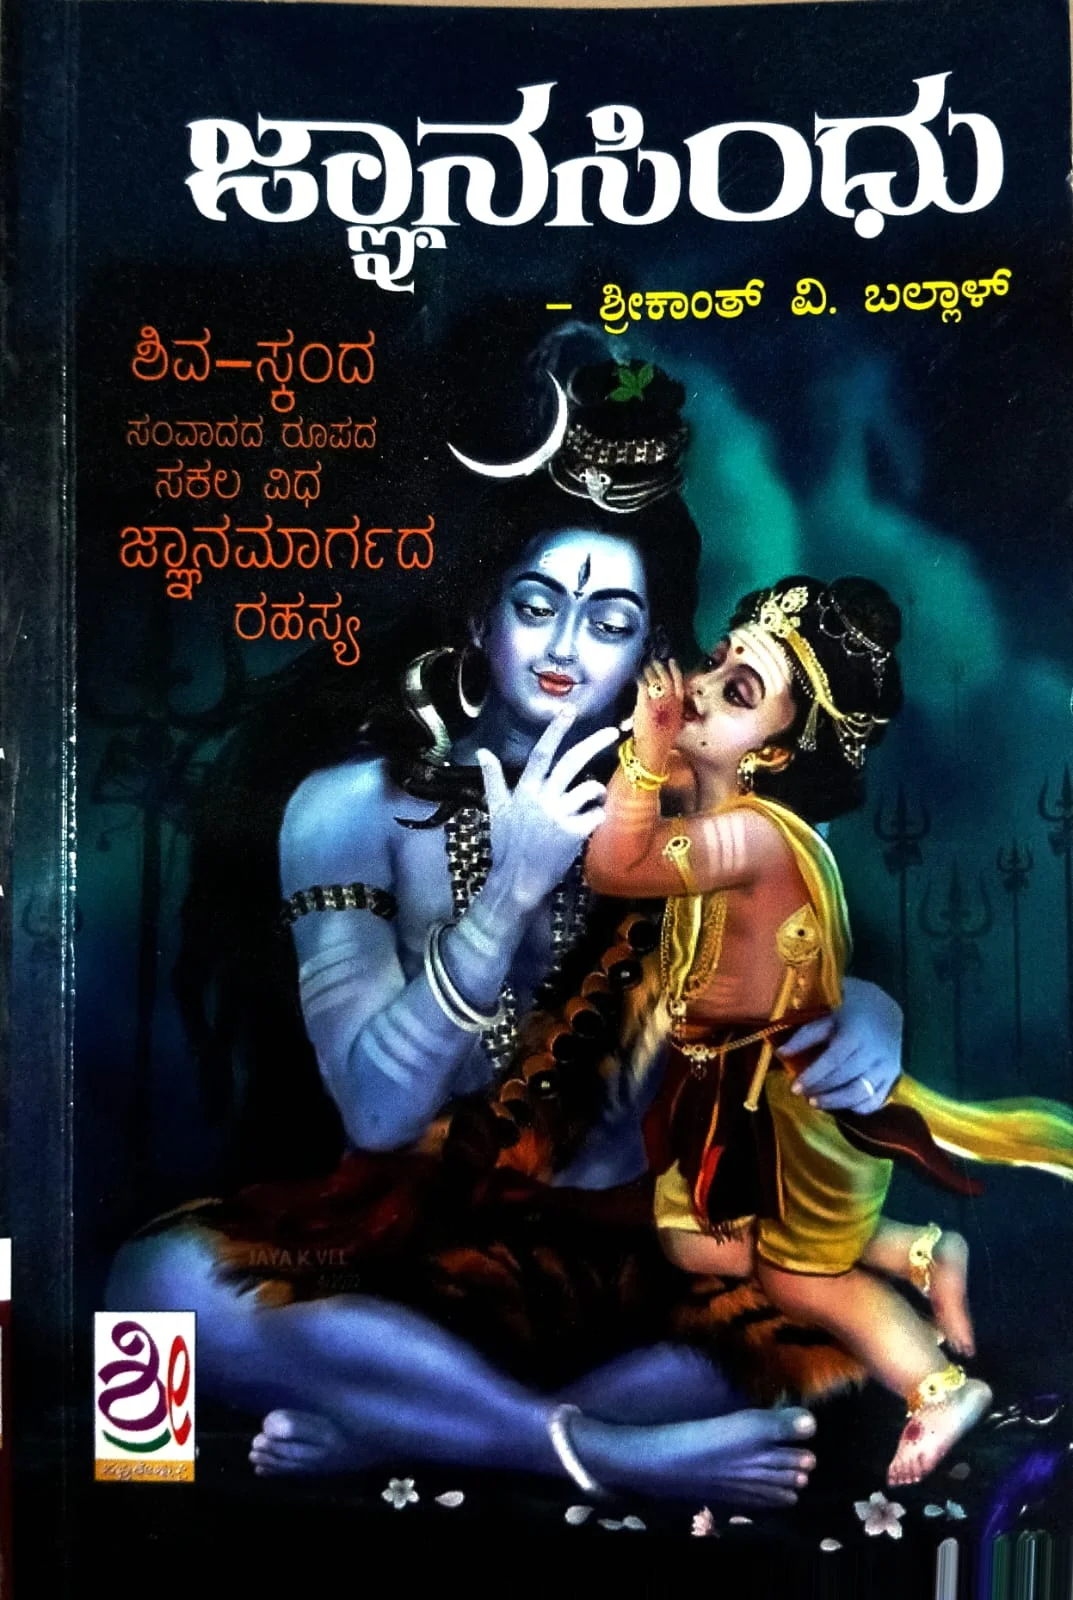 ಜ್ಞಾನಸಿಂಧು
– ಶ್ರೀಕಾಂತ್ ವಿ. ಬಲ್ಲಾಳ್
ಶಿವ–ಸ್ಕಂದ
ಸಂವಾದದ ರೂಪದ
ಸಕಲ ವಿಧ
ಜ್ಞಾನಮಾರ್ಗದ
ರಹಸ್ಯ
JAYA K VEL
ಶ್ರೀ